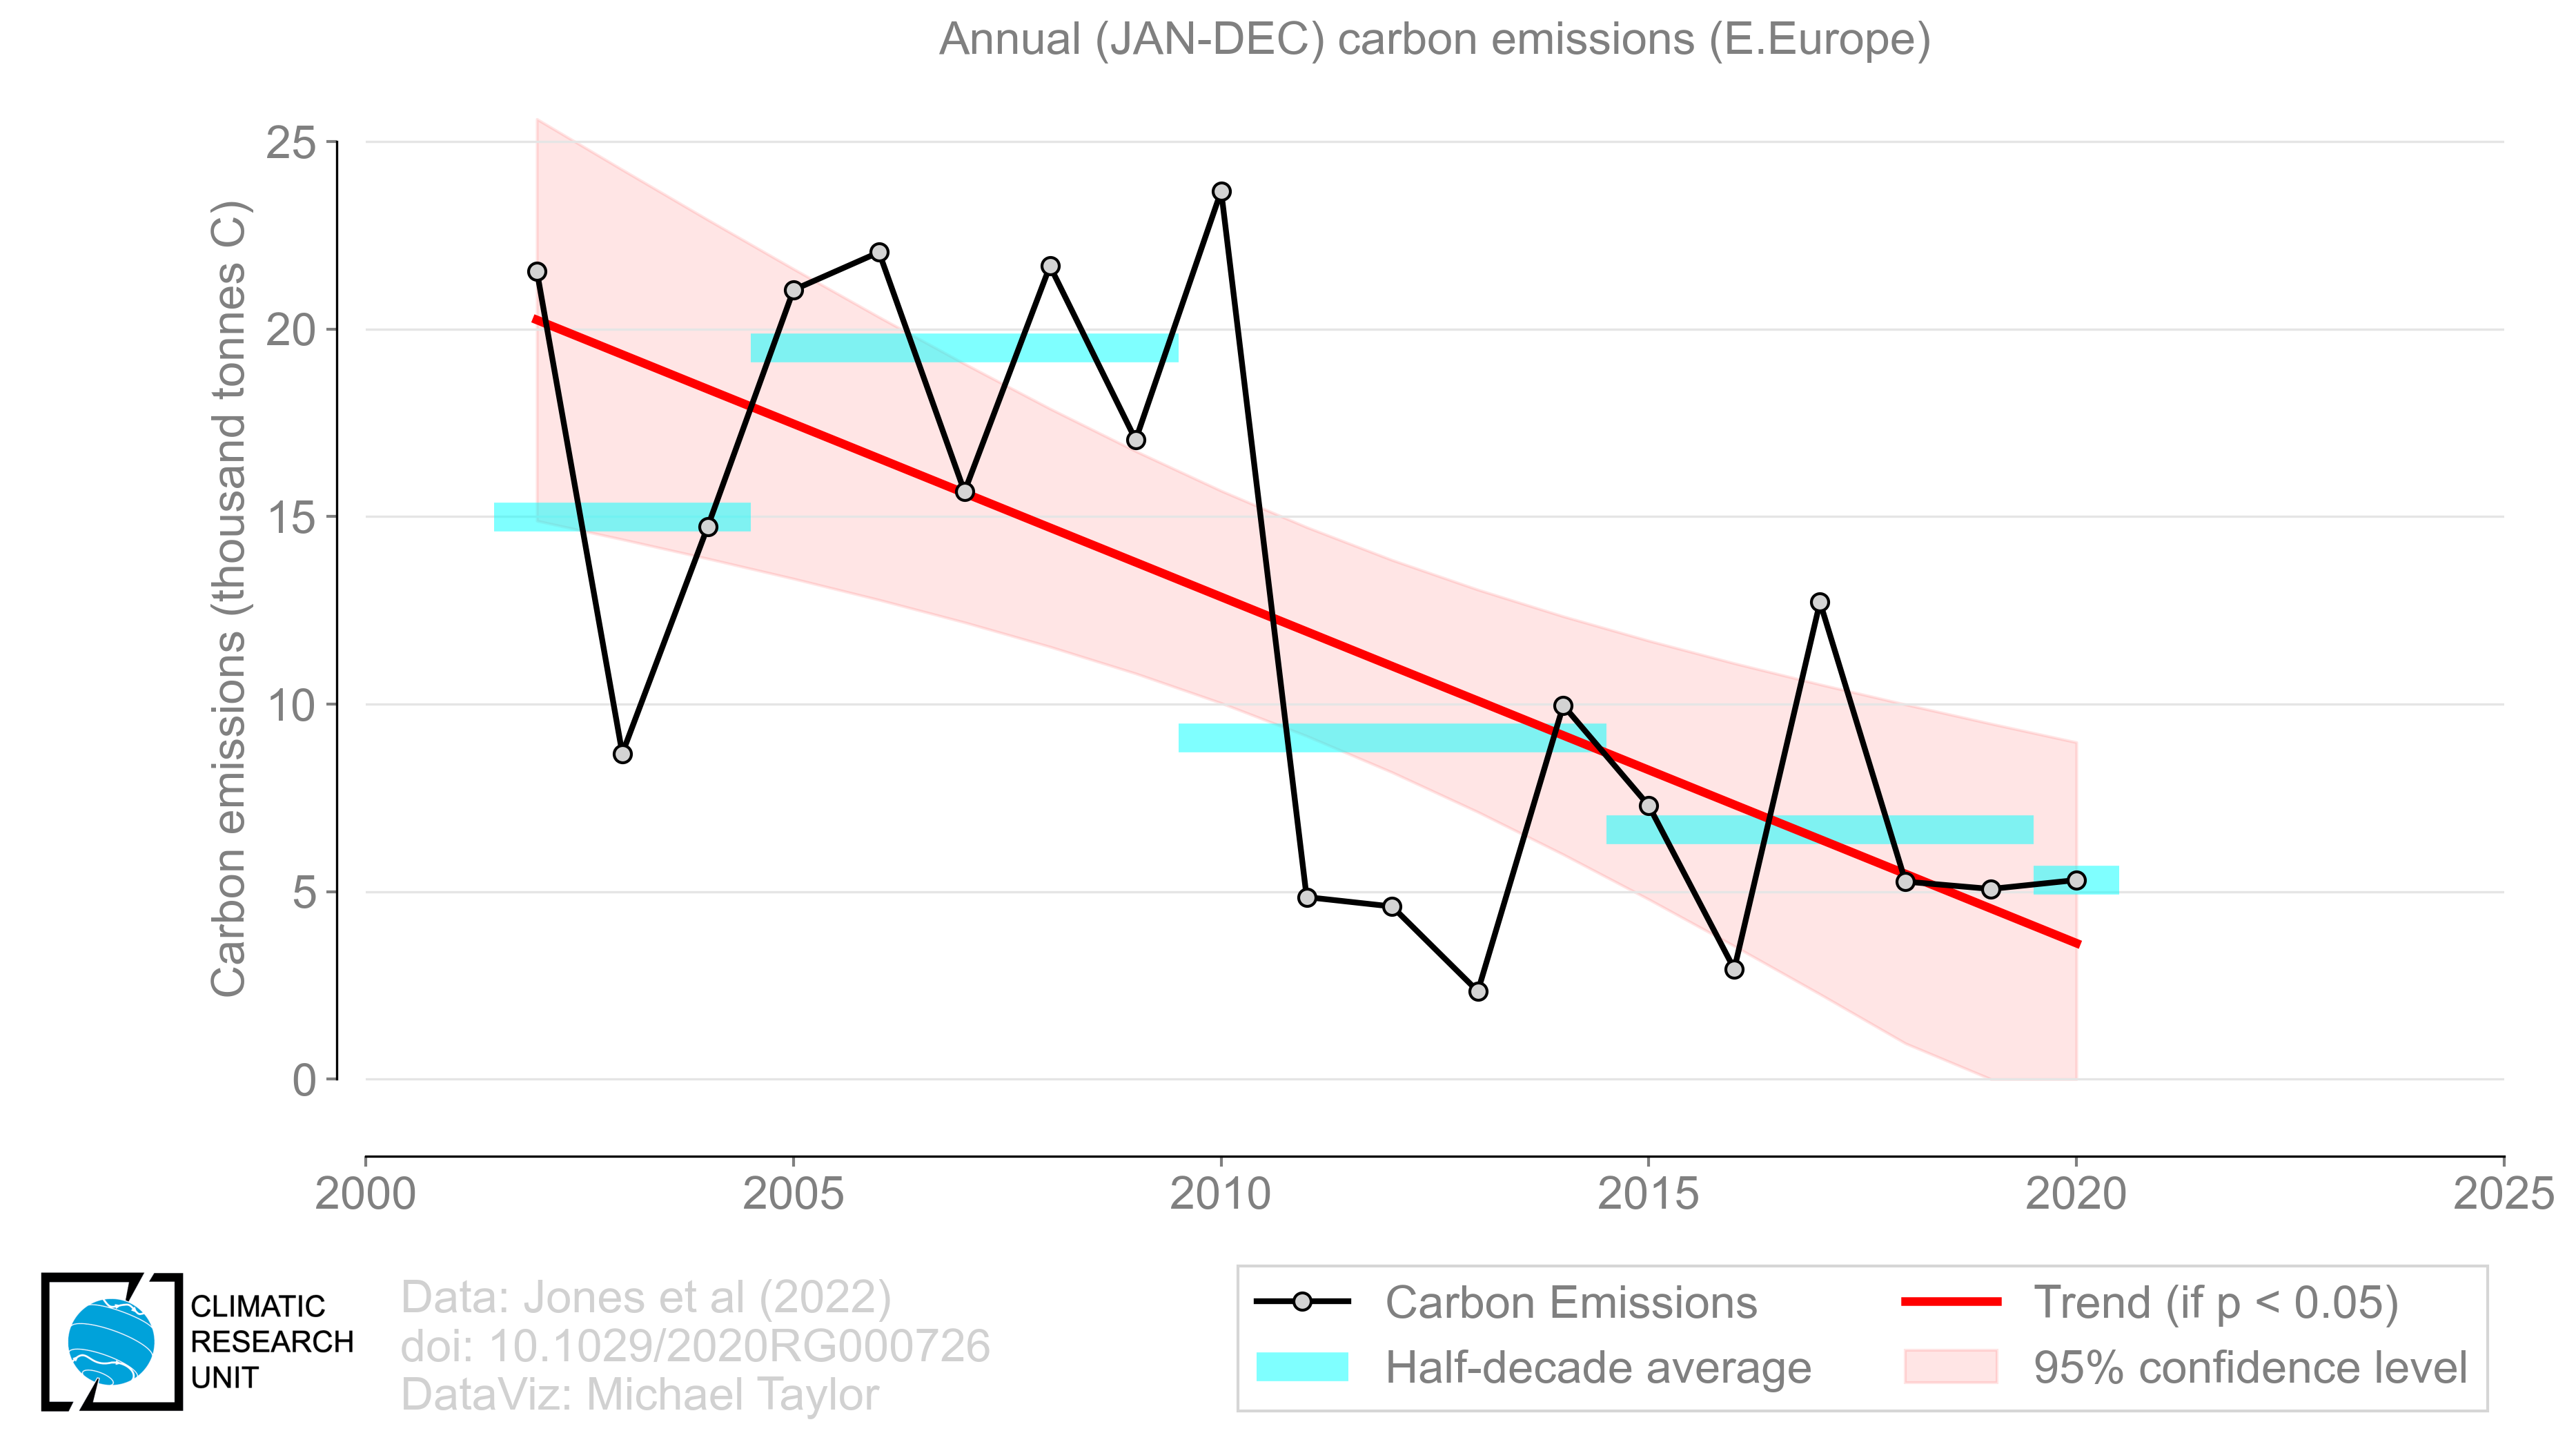 Annual (JAN-DEC) carbon emissions (E.Europe)
Carbon emissions (thousand tonnes C)
25
20
15
10
5
0
2000 2005 2010 2015 2020 2025
CLIMATIC
RESEARCH
UNIT
Data: Jones et al (2022)
doi: 10.1029/2020RG000726
DataViz: Michael Taylor
Carbon Emissions
Half-decade average
Trend (if p < 0.05)
95% confidence level